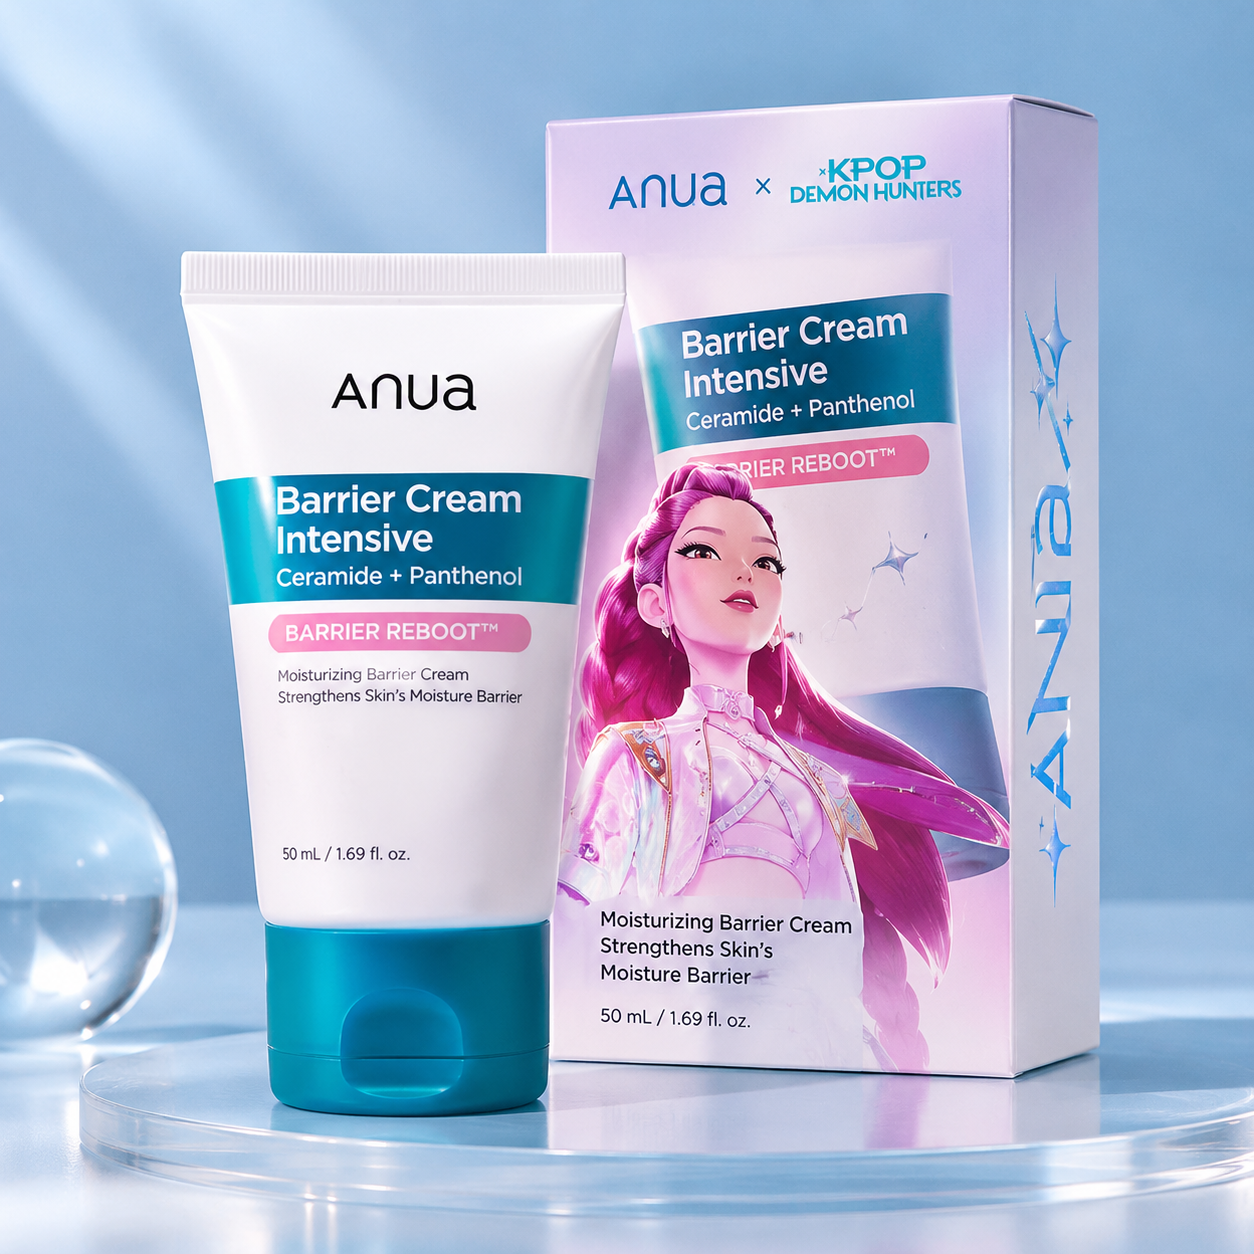 Anua
Barrier Cream
Intensive
Ceramide + Panthenol
BARRIER REBOOT™
Moisturizing Barrier Cream
Strengthens Skin's Moisture Barrier
50 mL / 1.69 fl. oz.
Anua x KPOP
DEMON HUNTERS
Barrier Cream
Intensive
Ceramide + Panthenol
REBOOT™
Moisturizing Barrier Cream
Strengthens Skin's
Moisture Barrier
50 mL / 1.69 fl. oz.